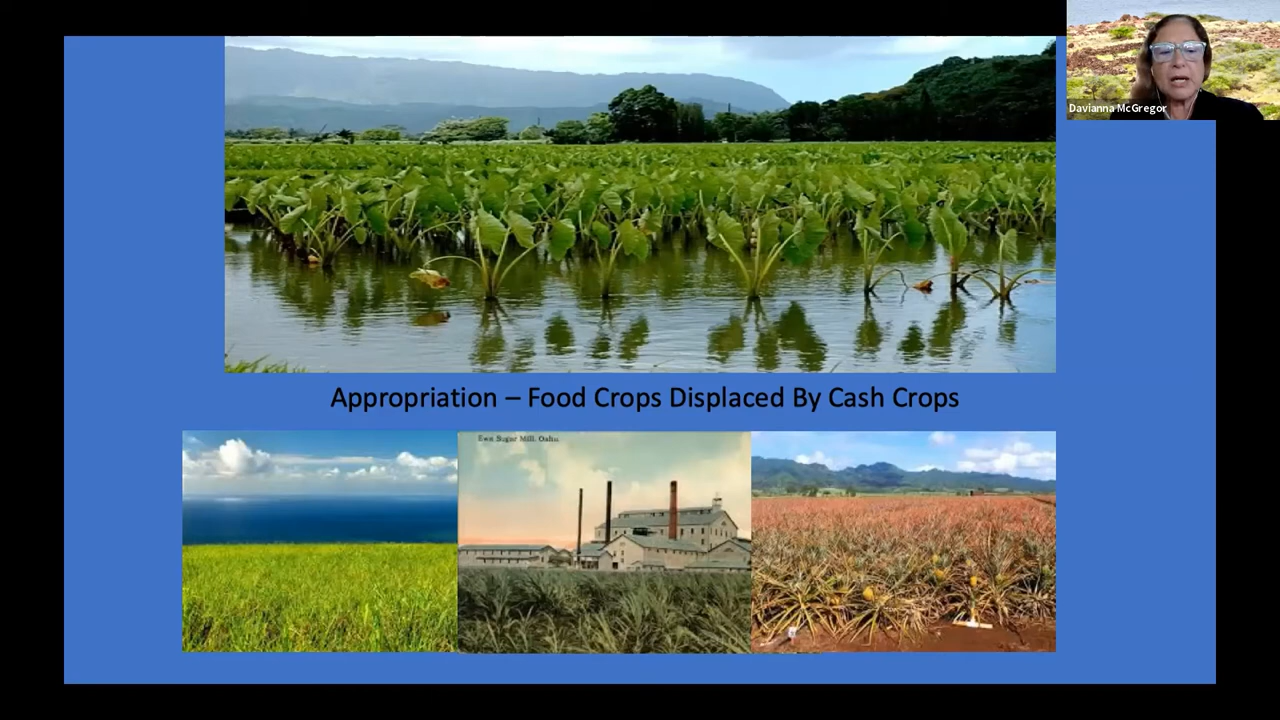 Davianna McGregor
Appropriation – Food Crops Displaced By Cash Crops
Ewa Sugar Mill. Oahu.